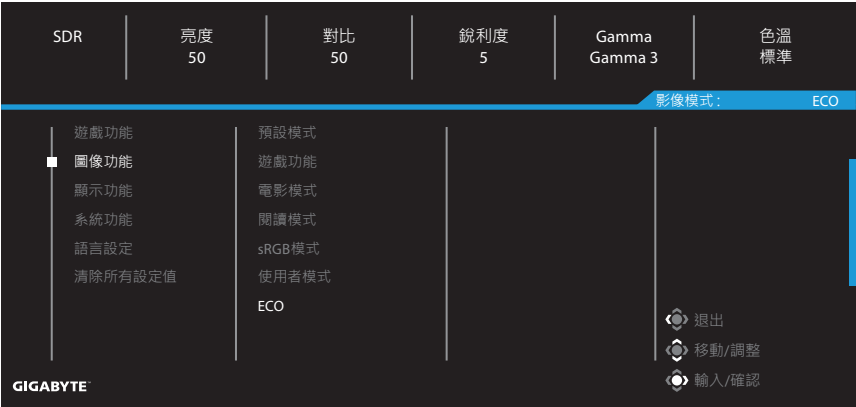 SDR
亮度
50
對比
50
銳利度
5
Gamma
Gamma 3
色溫
標準
影像模式: ECO
遊戲功能
圖像功能
顯示功能
系統功能
語言設定
清除所有設定值
預設模式
遊戲功能
電影模式
閱讀模式
sRGB模式
使用者模式
ECO
退出
移動/調整
輸入/確認
GIGABYTE™